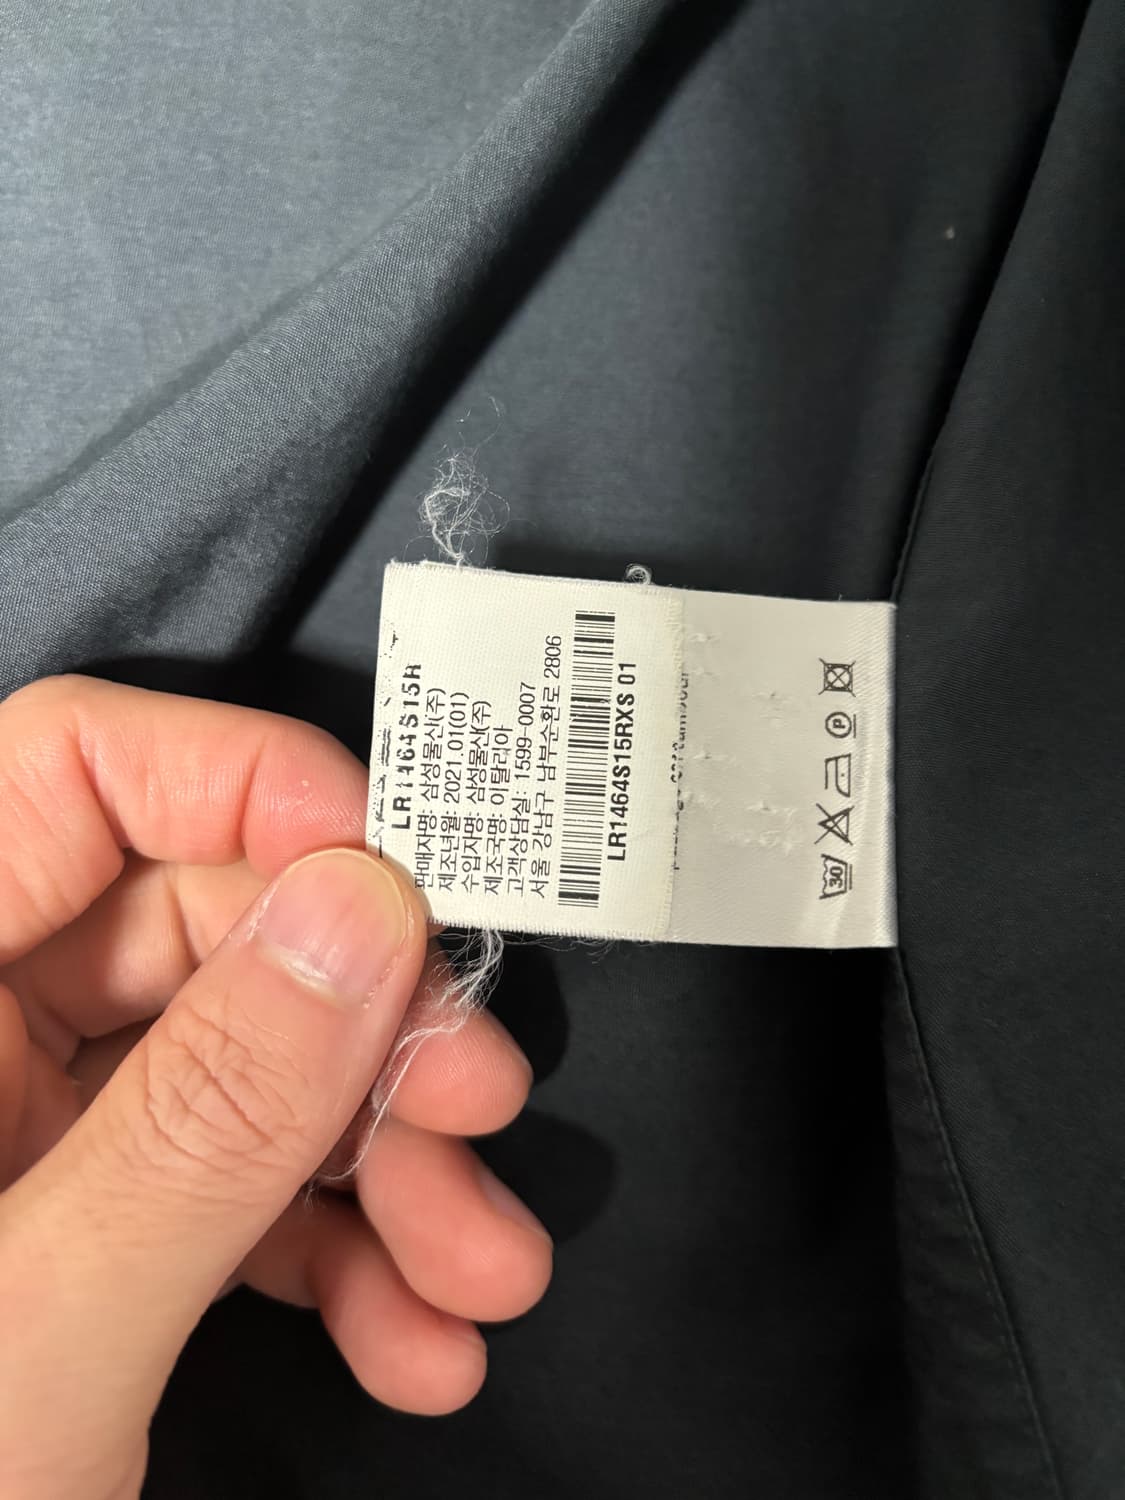 LR1464S15R
판매자명: 삼성물산(주)
제조년월: 2021.01(01)
수입자명: 삼성물산(주)
제조국명: 이탈리아
고객상담실: 1599-0007
서울 강남구 남부순환로 2806
LR1464S15RXS 01
30
P